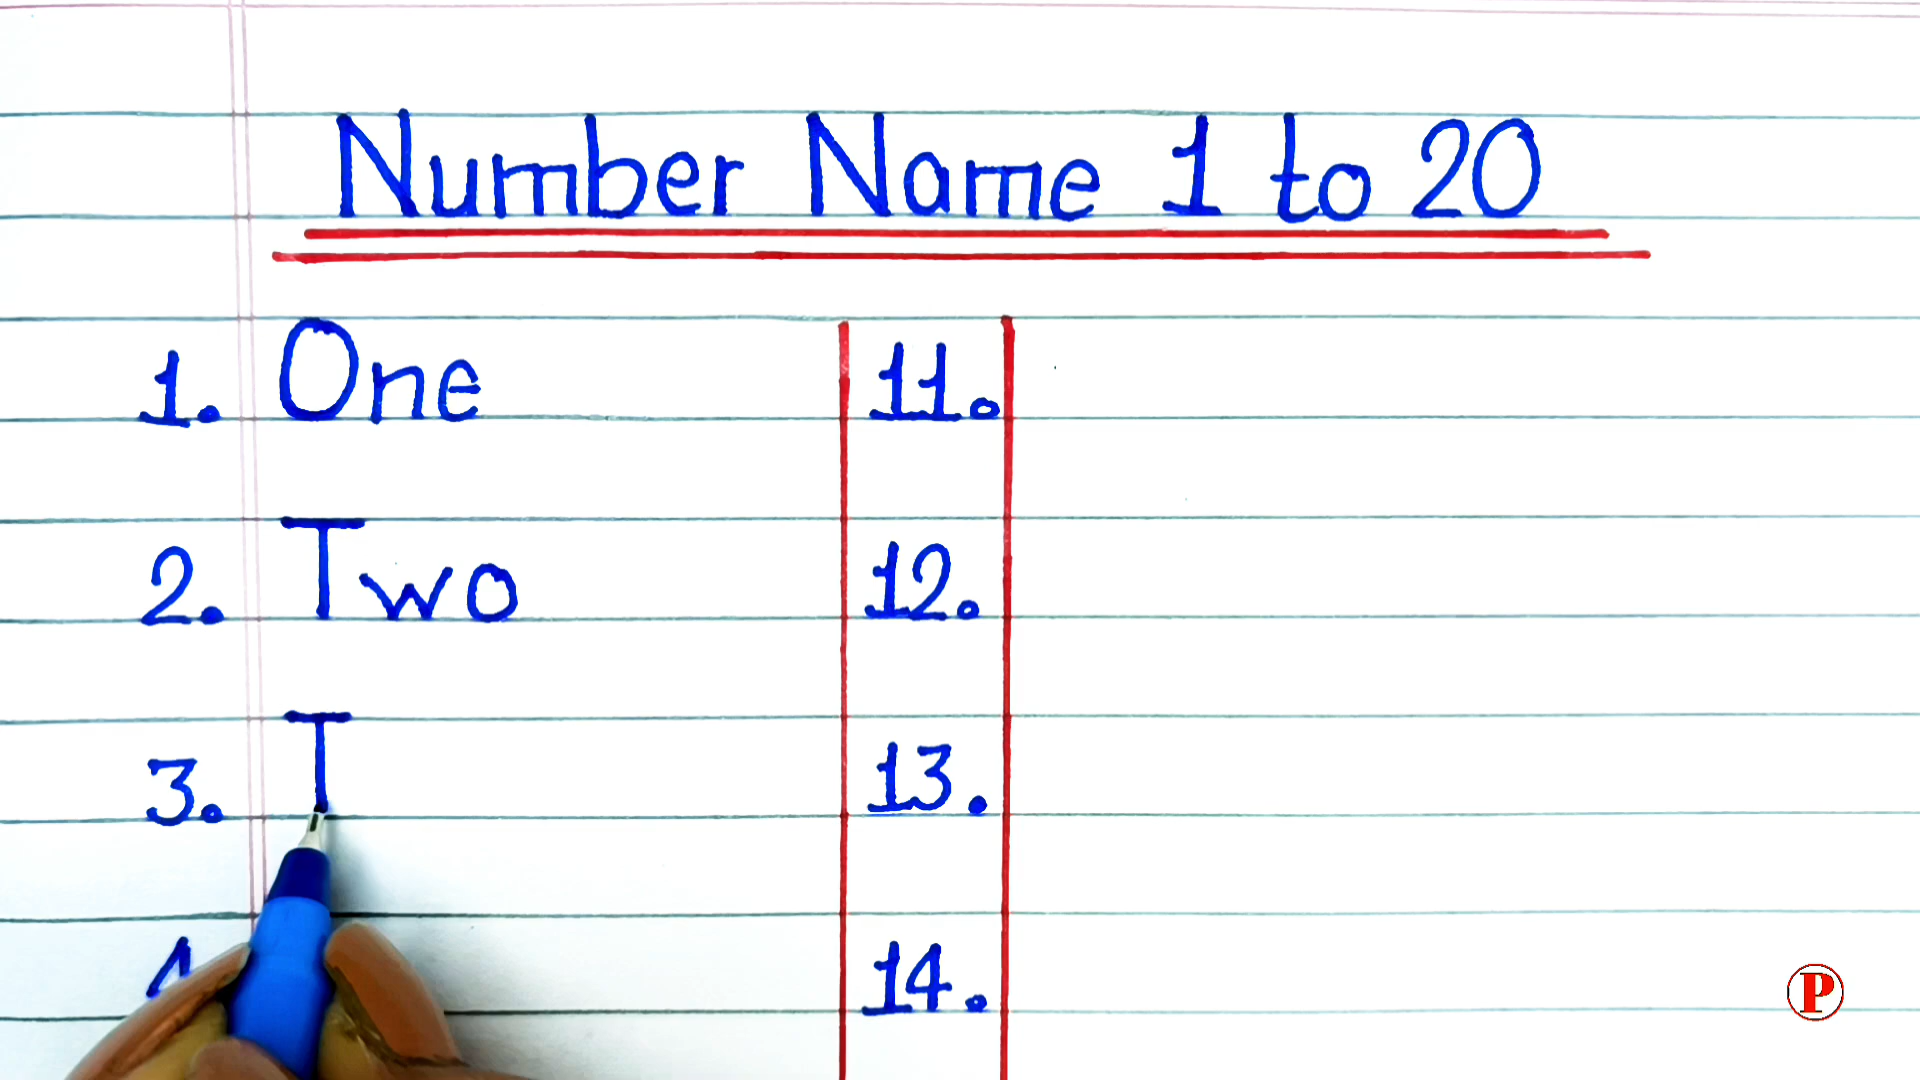 Number Name 1 to 20
1. One 11.
2. Two 12.
3. T 13.
14.
P